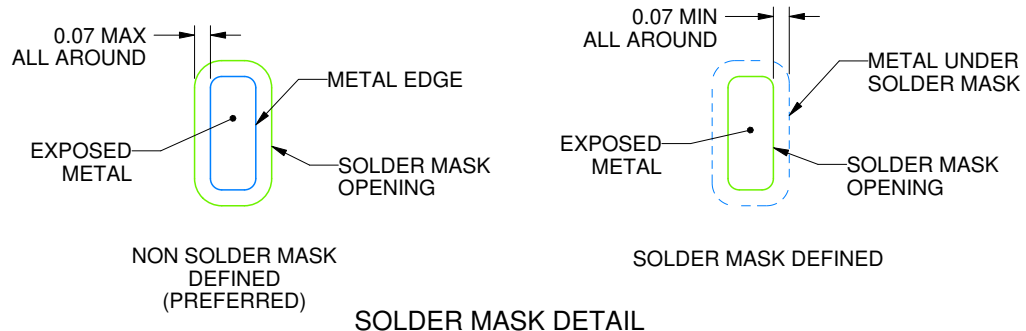 0.07 MAX
ALL AROUND
METAL EDGE
EXPOSED
METAL
SOLDER MASK
OPENING
NON SOLDER MASK
DEFINED
(PREFERRED)
0.07 MIN
ALL AROUND
METAL UNDER
SOLDER MASK
EXPOSED
METAL
SOLDER MASK
OPENING
SOLDER MASK DEFINED
SOLDER MASK DETAIL